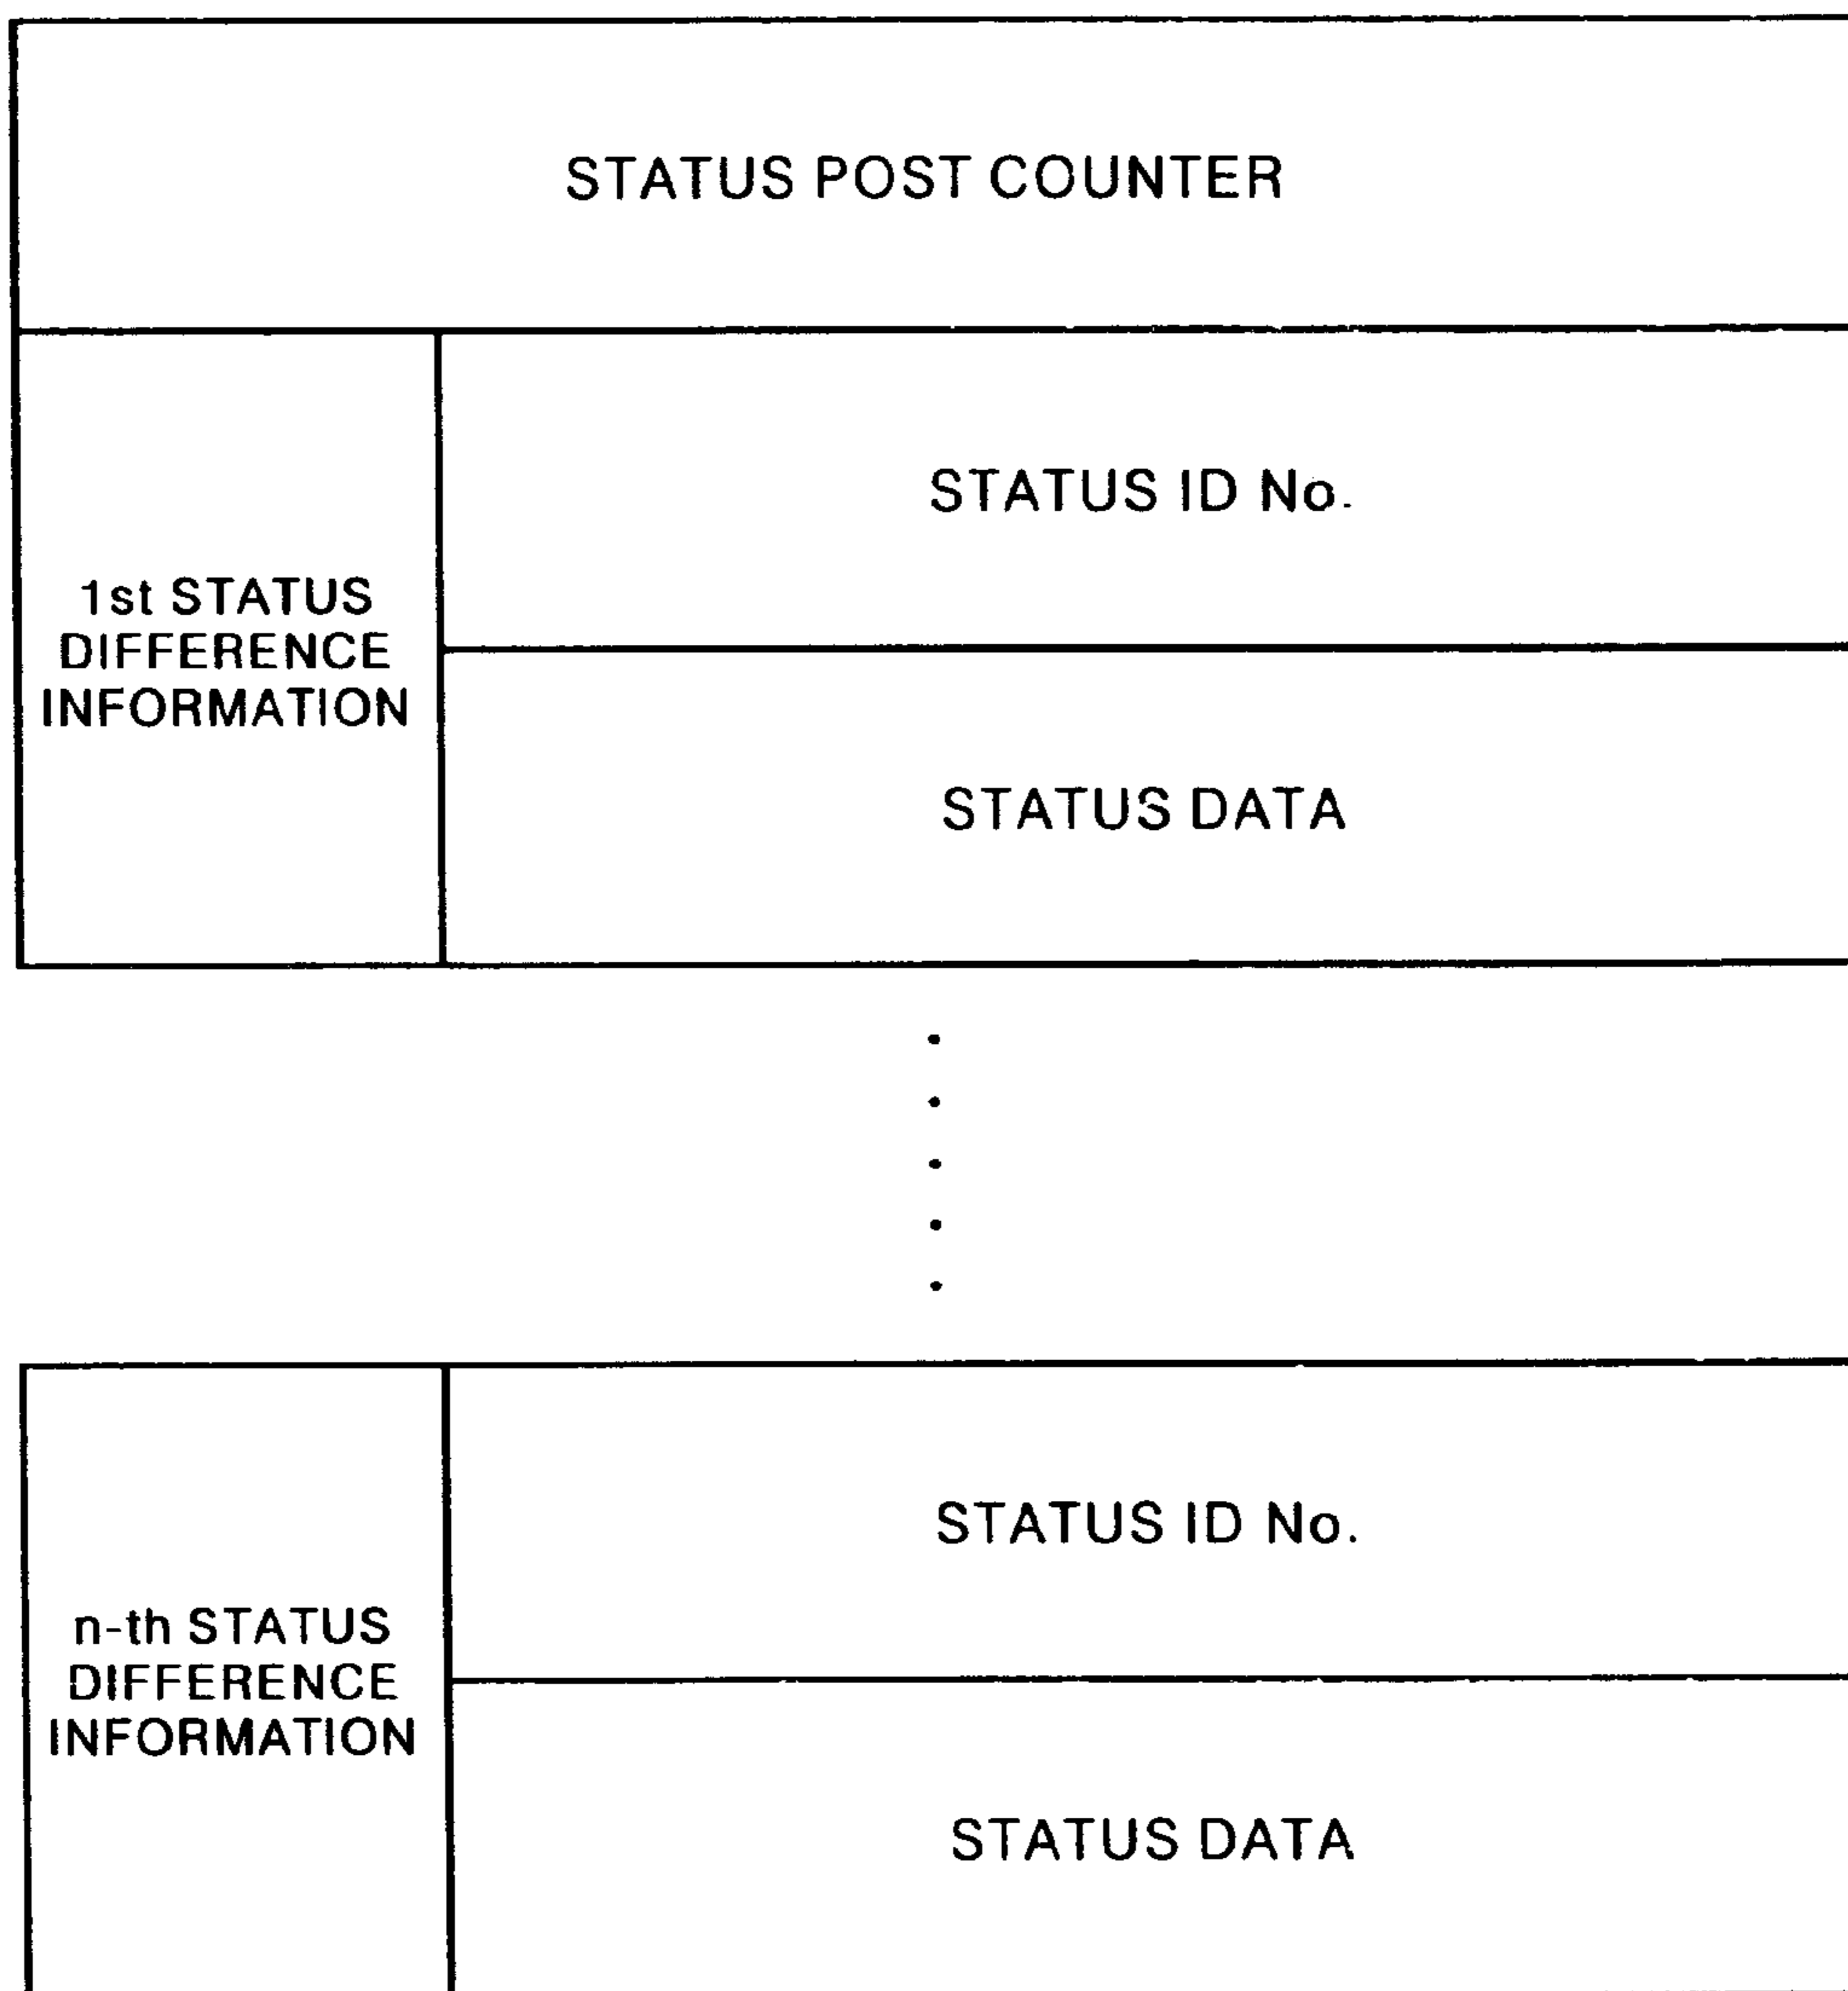 STATUS POST COUNTER
1st STATUS
DIFFERENCE
INFORMATION
STATUS ID No.
STATUS DATA
n-th STATUS
DIFFERENCE
INFORMATION
STATUS ID No.
STATUS DATA